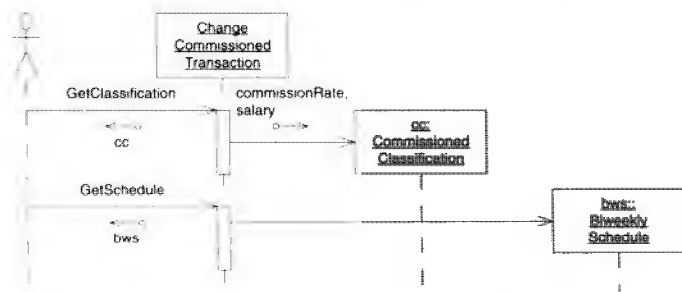 Change
Commissioned
Transaction
GetClassification
commissionRate,
salary
cc
cc:
Commissioned
Classification
GetSchedule
bws
bws:
Biweekly
Schedule